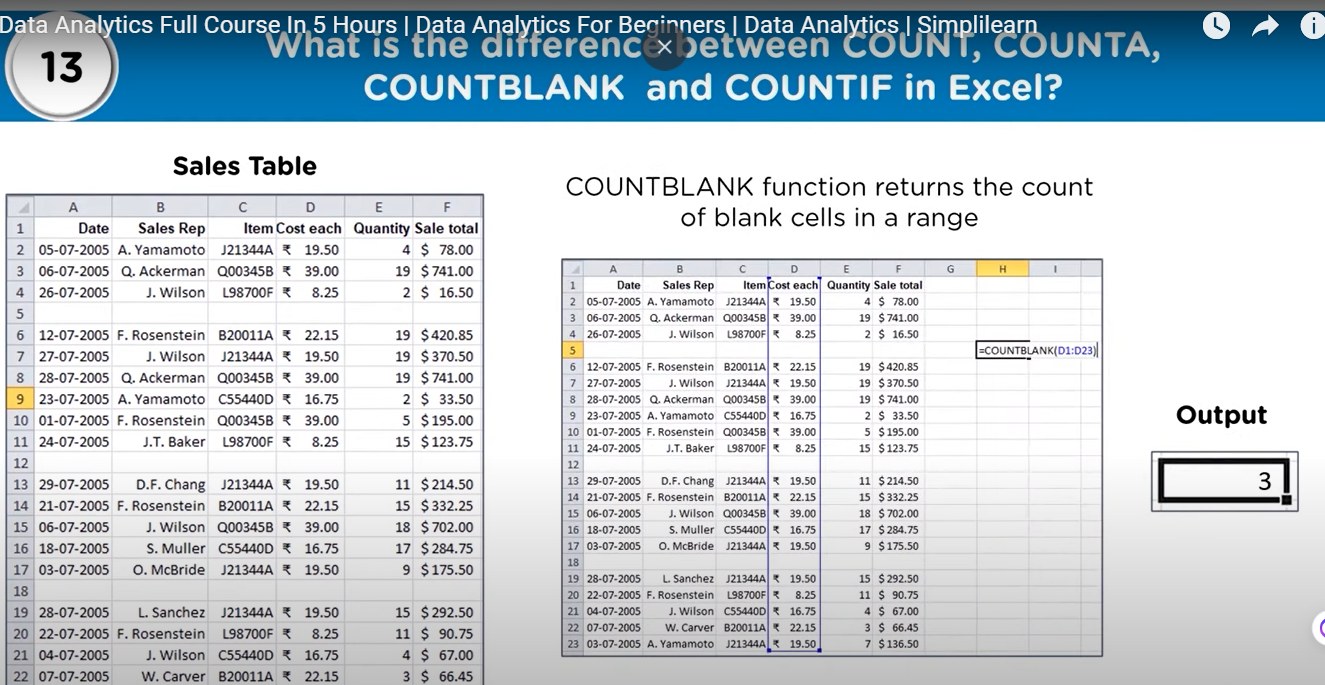 Data Analytics Full Course In 5 Hours | Data Analytics For Beginners | Data Analytics | Simplilearn
13
What is the difference between COUNT, COUNTA,
COUNTBLANK and COUNTIF in Excel?
Sales Table
A B C D E F
1 Date Sales Rep Item Cost each Quantity Sale total
2 05-07-2005 A. Yamamoto J21344A ₹ 19.50 4 $ 78.00
3 06-07-2005 Q. Ackerman Q00345B ₹ 39.00 19 $ 741.00
4 26-07-2005 J. Wilson L98700F ₹ 8.25 2 $ 16.50
5
6 12-07-2005 F. Rosenstein B20011A ₹ 22.15 19 $ 420.85
7 27-07-2005 J. Wilson J21344A ₹ 19.50 19 $ 370.50
8 28-07-2005 Q. Ackerman Q00345B ₹ 39.00 19 $ 741.00
9 23-07-2005 A. Yamamoto C55440D ₹ 16.75 2 $ 33.50
10 01-07-2005 F. Rosenstein Q00345B ₹ 39.00 5 $ 195.00
11 24-07-2005 J.T. Baker L98700F ₹ 8.25 15 $ 123.75
12
13 29-07-2005 D.F. Chang J21344A ₹ 19.50 11 $ 214.50
14 21-07-2005 F. Rosenstein B20011A ₹ 22.15 15 $ 332.25
15 06-07-2005 J. Wilson Q00345B ₹ 39.00 18 $ 702.00
16 18-07-2005 S. Muller C55440D ₹ 16.75 17 $ 284.75
17 03-07-2005 O. McBride J21344A ₹ 19.50 9 $ 175.50
18
19 28-07-2005 L. Sanchez J21344A ₹ 19.50 15 $ 292.50
20 22-07-2005 F. Rosenstein L98700F ₹ 8.25 11 $ 90.75
21 04-07-2005 J. Wilson C55440D ₹ 16.75 4 $ 67.00
22 07-07-2005 W. Carver B20011A ₹ 22.15 3 $ 66.45
COUNTBLANK function returns the count
of blank cells in a range
A B C D E F G H I
1 Date Sales Rep Item Cost each Quantity Sale total
2 05-07-2005 A. Yamamoto J21344A ₹ 19.50 4 $ 78.00
3 06-07-2005 Q. Ackerman Q00345B ₹ 39.00 19 $ 741.00
4 26-07-2005 J. Wilson L98700F ₹ 8.25 2 $ 16.50
5 =COUNTBLANK(D1:D23)
6 12-07-2005 F. Rosenstein B20011A ₹ 22.15 19 $ 420.85
7 27-07-2005 J. Wilson J21344A ₹ 19.50 19 $ 370.50
8 28-07-2005 Q. Ackerman Q00345B ₹ 39.00 19 $ 741.00
9 23-07-2005 A. Yamamoto C55440D ₹ 16.75 2 $ 33.50
10 01-07-2005 F. Rosenstein Q00345B ₹ 39.00 5 $ 195.00
11 24-07-2005 J.T. Baker L98700F ₹ 8.25 15 $ 123.75
12
13 29-07-2005 D.F. Chang J21344A ₹ 19.50 11 $ 214.50
14 21-07-2005 F. Rosenstein B20011A ₹ 22.15 15 $ 332.25
15 06-07-2005 J. Wilson Q00345B ₹ 39.00 18 $ 702.00
16 18-07-2005 S. Muller C55440D ₹ 16.75 17 $ 284.75
17 03-07-2005 O. McBride J21344A ₹ 19.50 9 $ 175.50
18
19 28-07-2005 L. Sanchez J21344A ₹ 19.50 15 $ 292.50
20 22-07-2005 F. Rosenstein L98700F ₹ 8.25 11 $ 90.75
21 04-07-2005 J. Wilson C55440D ₹ 16.75 4 $ 67.00
22 07-07-2005 W. Carver B20011A ₹ 22.15 3 $ 66.45
23 03-07-2005 A. Yamamoto J21344A ₹ 19.50 7 $ 136.50
Output
3